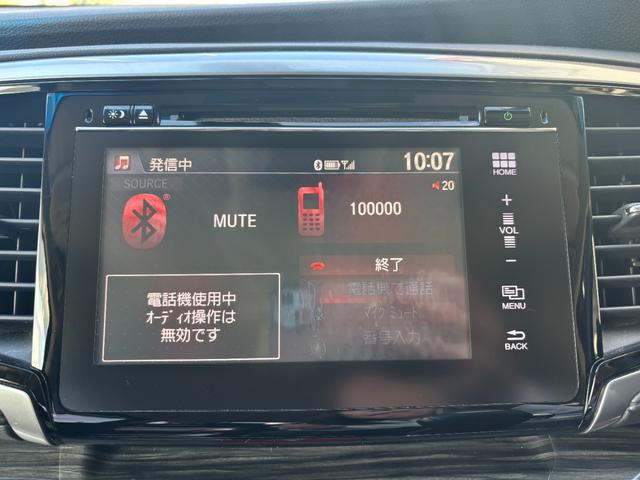 発信中
10:07
HOME
SOURCE
20
MUTE
100000
+
VOL
-
終了
電話機使用中
オーディオ操作は
無効です
電話機で通話
マイク ミュート
番号入力
MENU
BACK